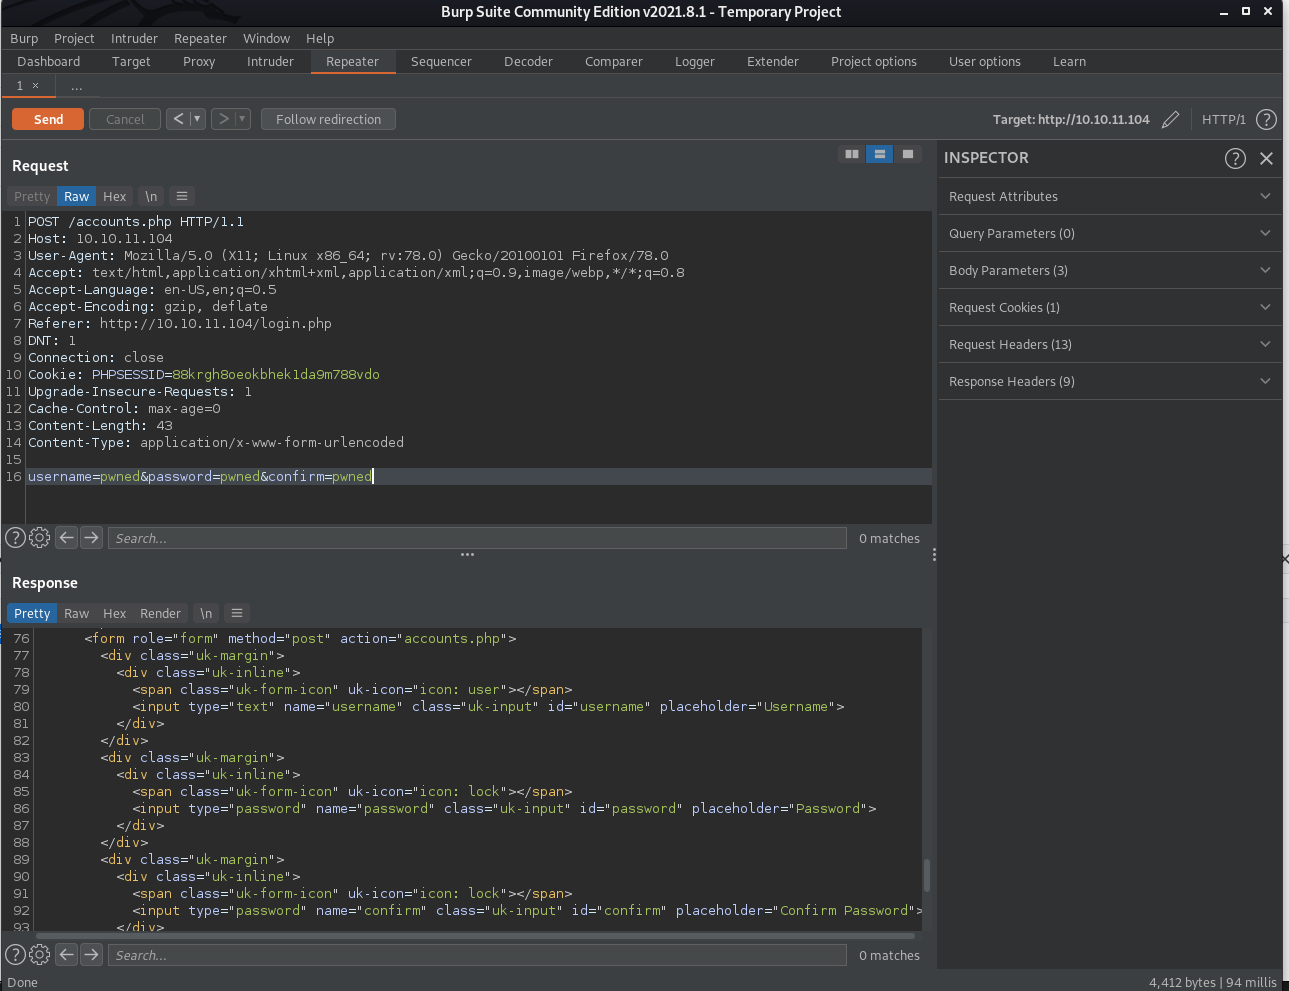 Burp Suite Community Edition v2021.8.1 - Temporary Project
Burp Project Intruder Repeater Window Help
Dashboard Target Proxy Intruder Repeater Sequencer Decoder Comparer Logger Extender Project options User options Learn
1 × ...
Send Cancel < > Follow redirection Target: http://10.10.11.104 HTTP/1 ?
Request
Pretty Raw Hex \n
1 POST /accounts.php HTTP/1.1
2 Host: 10.10.11.104
3 User-Agent: Mozilla/5.0 (X11; Linux x86_64; rv:78.0) Gecko/20100101 Firefox/78.0
4 Accept: text/html,application/xhtml+xml,application/xml;q=0.9,image/webp,*/*;q=0.8
5 Accept-Language: en-US,en;q=0.5
6 Accept-Encoding: gzip, deflate
7 Referer: http://10.10.11.104/login.php
8 DNT: 1
9 Connection: close
10 Cookie: PHPSESSID=88krgh8oeokbhek1da9m788vdo
11 Upgrade-Insecure-Requests: 1
12 Cache-Control: max-age=0
13 Content-Length: 43
14 Content-Type: application/x-www-form-urlencoded
15
16 username=pwned&password=pwned&confirm=pwned
? Search... 0 matches
Response
Pretty Raw Hex Render \n
76 <form role="form" method="post" action="accounts.php">
77 <div class="uk-margin">
78 <div class="uk-inline">
79 <span class="uk-form-icon" uk-icon="icon: user"></span>
80 <input type="text" name="username" class="uk-input" id="username" placeholder="Username">
81 </div>
82 </div>
83 <div class="uk-margin">
84 <div class="uk-inline">
85 <span class="uk-form-icon" uk-icon="icon: lock"></span>
86 <input type="password" name="password" class="uk-input" id="password" placeholder="Password">
87 </div>
88 </div>
89 <div class="uk-margin">
90 <div class="uk-inline">
91 <span class="uk-form-icon" uk-icon="icon: lock"></span>
92 <input type="password" name="confirm" class="uk-input" id="confirm" placeholder="Confirm Password">
93 </div>
? Search... 0 matches
INSPECTOR ?
Request Attributes
Query Parameters (0)
Body Parameters (3)
Request Cookies (1)
Request Headers (13)
Response Headers (9)
Done 4,412 bytes | 94 millis